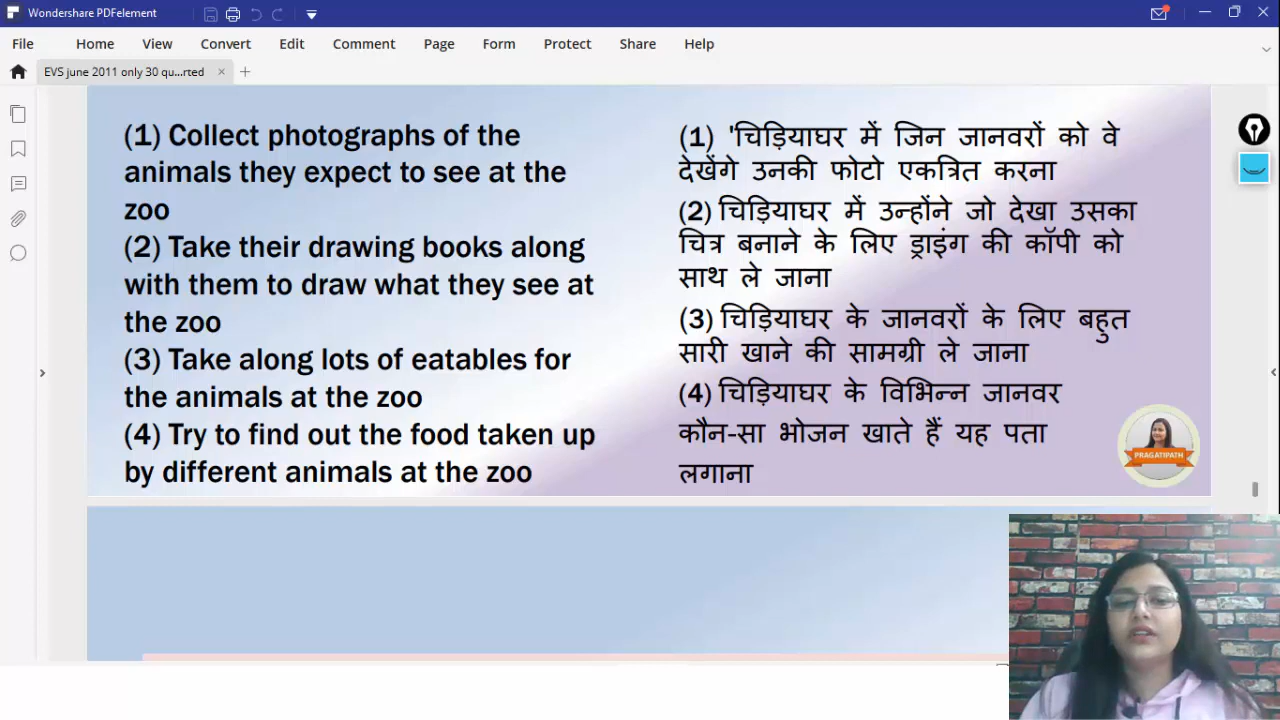 Wondershare PDFelement
File Home View Convert Edit Comment Page Form Protect Share Help
EVS june 2011 only 30 qu...rted
(1) Collect photographs of the
animals they expect to see at the
zoo
(2) Take their drawing books along
with them to draw what they see at
the zoo
(3) Take along lots of eatables for
the animals at the zoo
(4) Try to find out the food taken up
by different animals at the zoo
(1) 'चिड़ियाघर में जिन जानवरों को वे
देखेंगे उनकी फोटो एकत्रित करना
(2) चिड़ियाघर में उन्होंने जो देखा उसका
चित्र बनाने के लिए ड्राइंग की कॉपी को
साथ ले जाना
(3) चिड़ियाघर के जानवरों के लिए बहुत
सारी खाने की सामग्री ले जाना
(4) चिड़ियाघर के विभिन्न जानवर
कौन-सा भोजन खाते हैं यह पता
लगाना
PRAGATIPATH